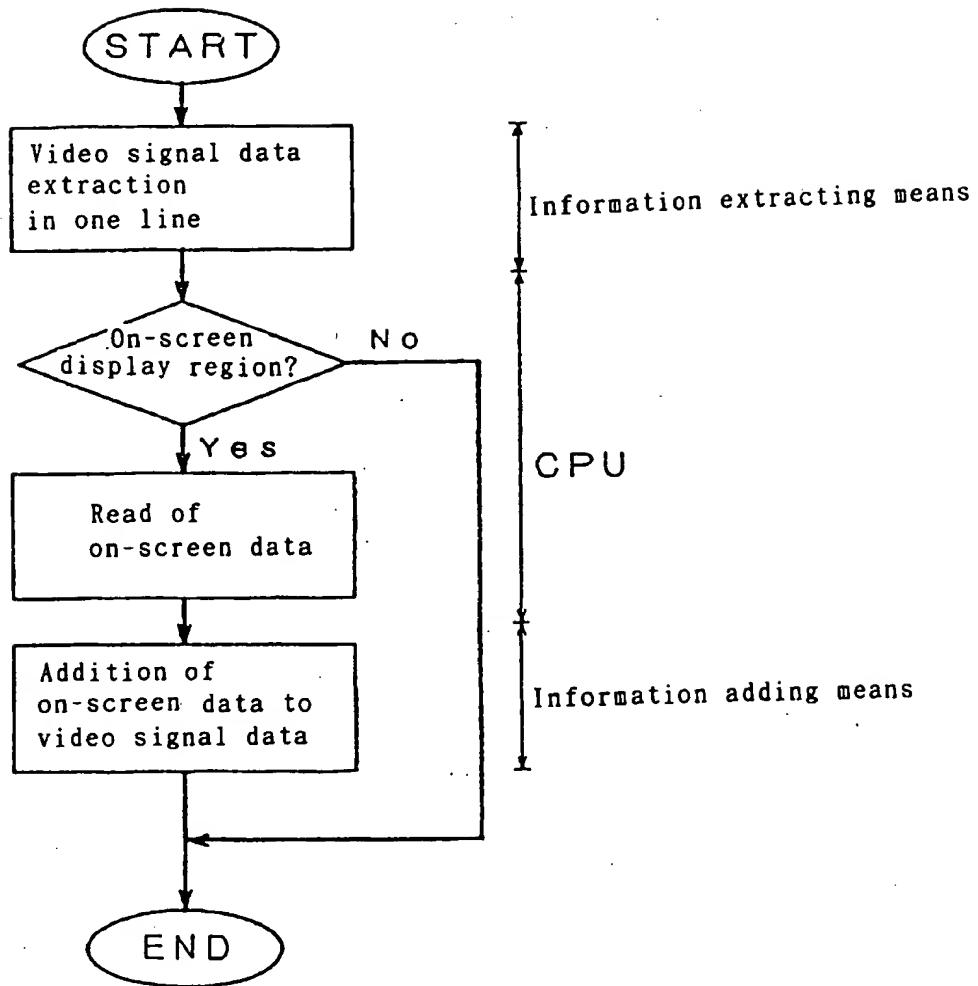 START
Video signal data
extraction
in one line
Information extracting means
On-screen
display region?
No
Yes
CPU
Read of
on-screen data
Addition of
on-screen data to
video signal data
Information adding means
END